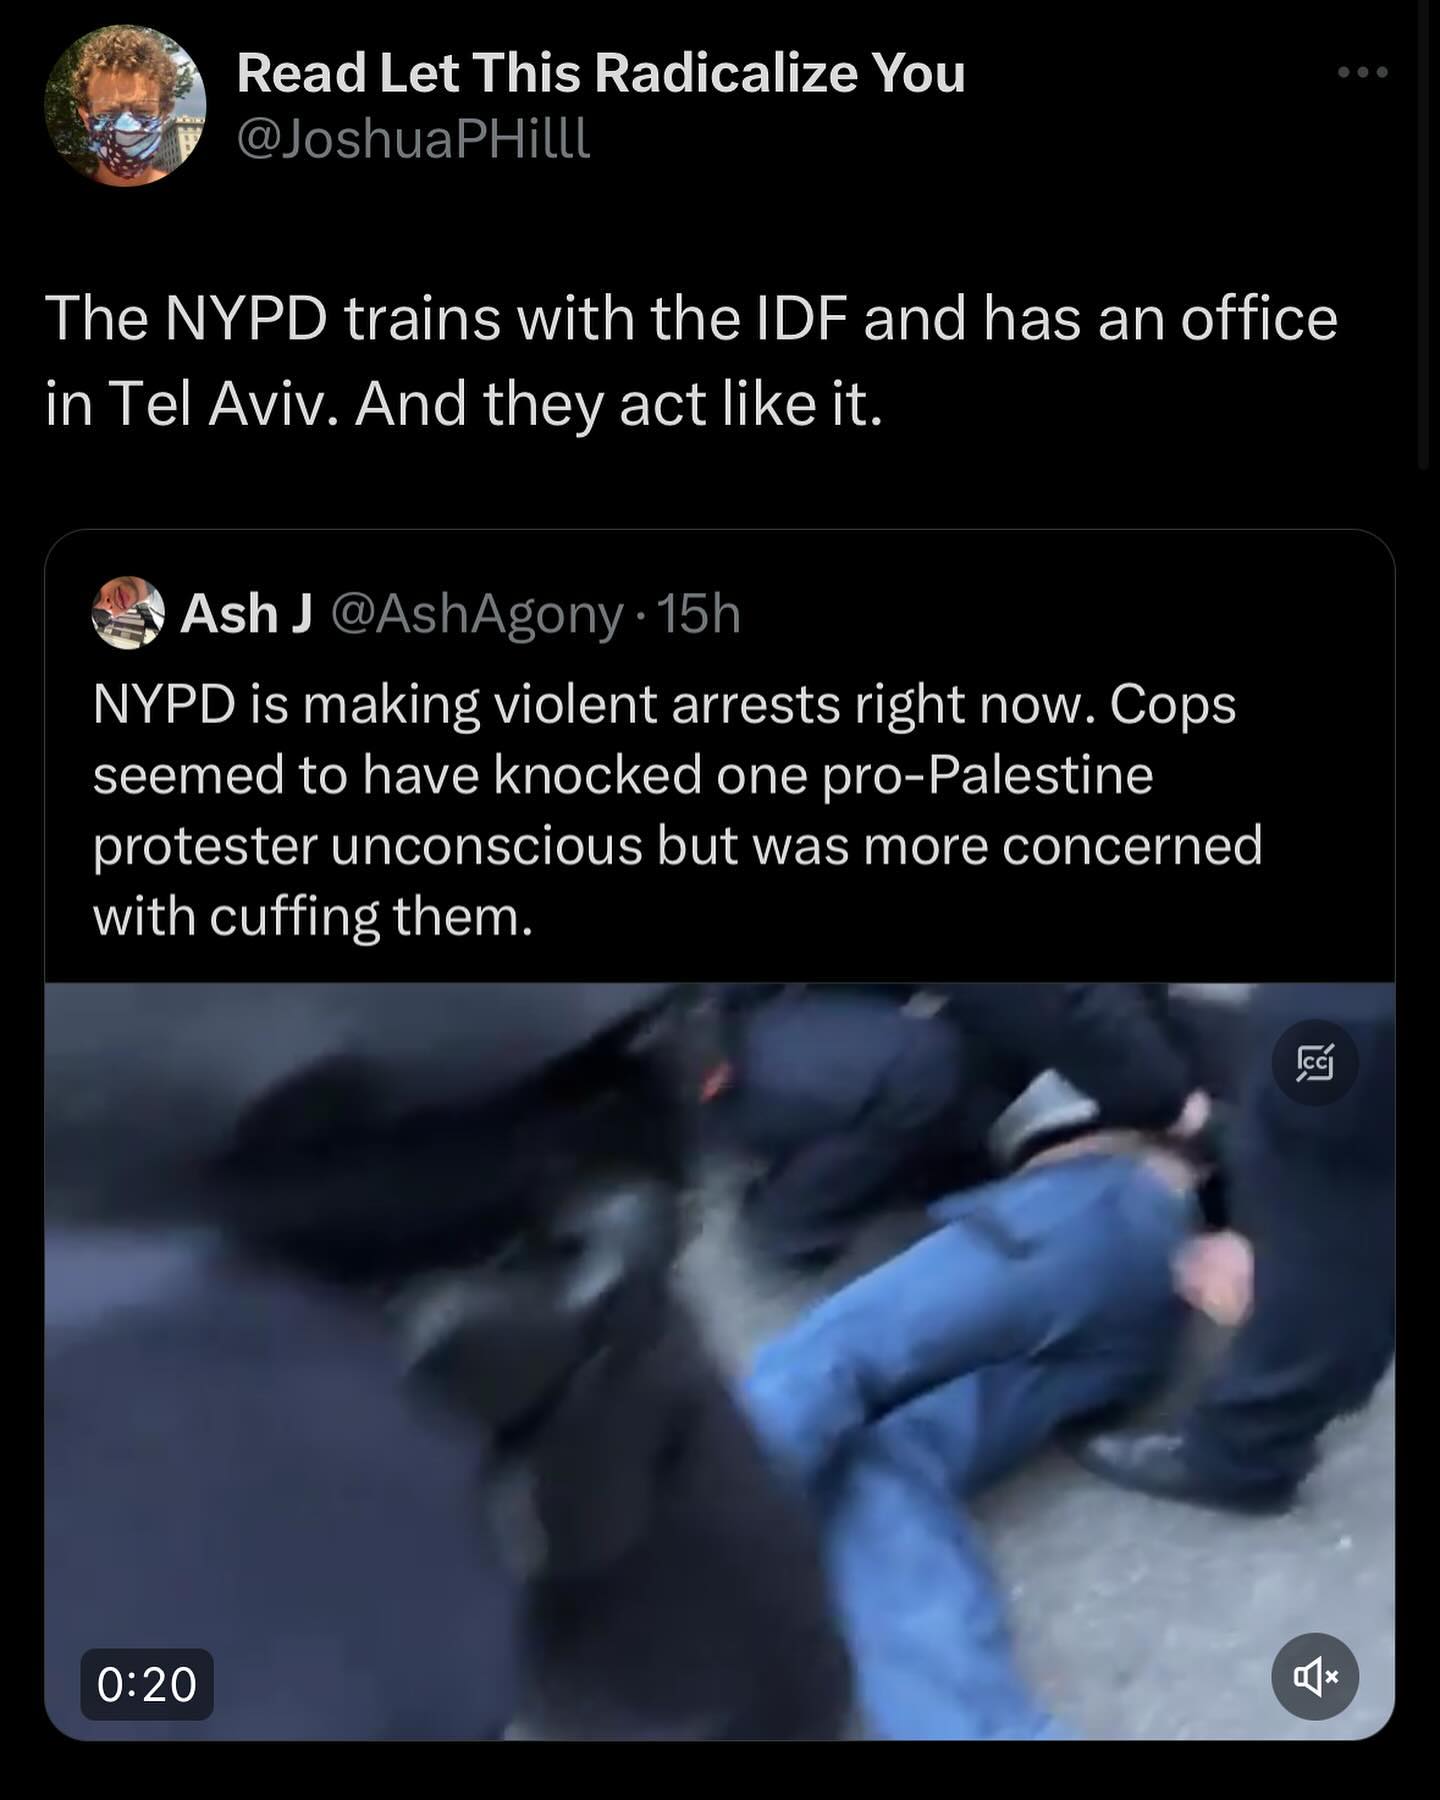 Read Let This Radicalize You
@JoshuaPHilll
The NYPD trains with the IDF and has an office
in Tel Aviv. And they act like it.
Ash J @AshAgony · 15h
NYPD is making violent arrests right now. Cops
seemed to have knocked one pro-Palestine
protester unconscious but was more concerned
with cuffing them.
CC
0:20